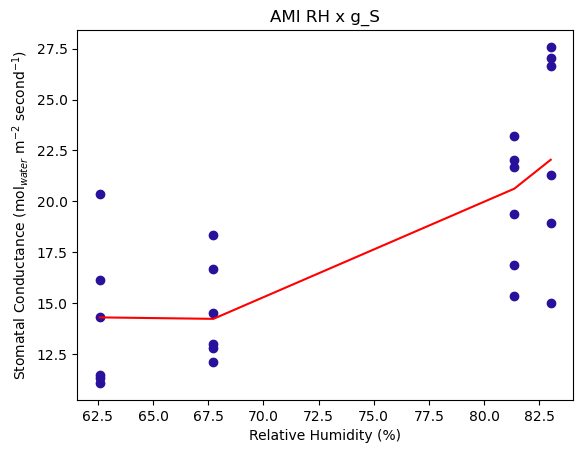 AMI RH x g_S
27.5
25.0
22.5
20.0
17.5
15.0
12.5
Stomatal Conductance (mol_water m⁻² second⁻¹)
62.5 65.0 67.5 70.0 72.5 75.0 77.5 80.0 82.5
Relative Humidity (%)